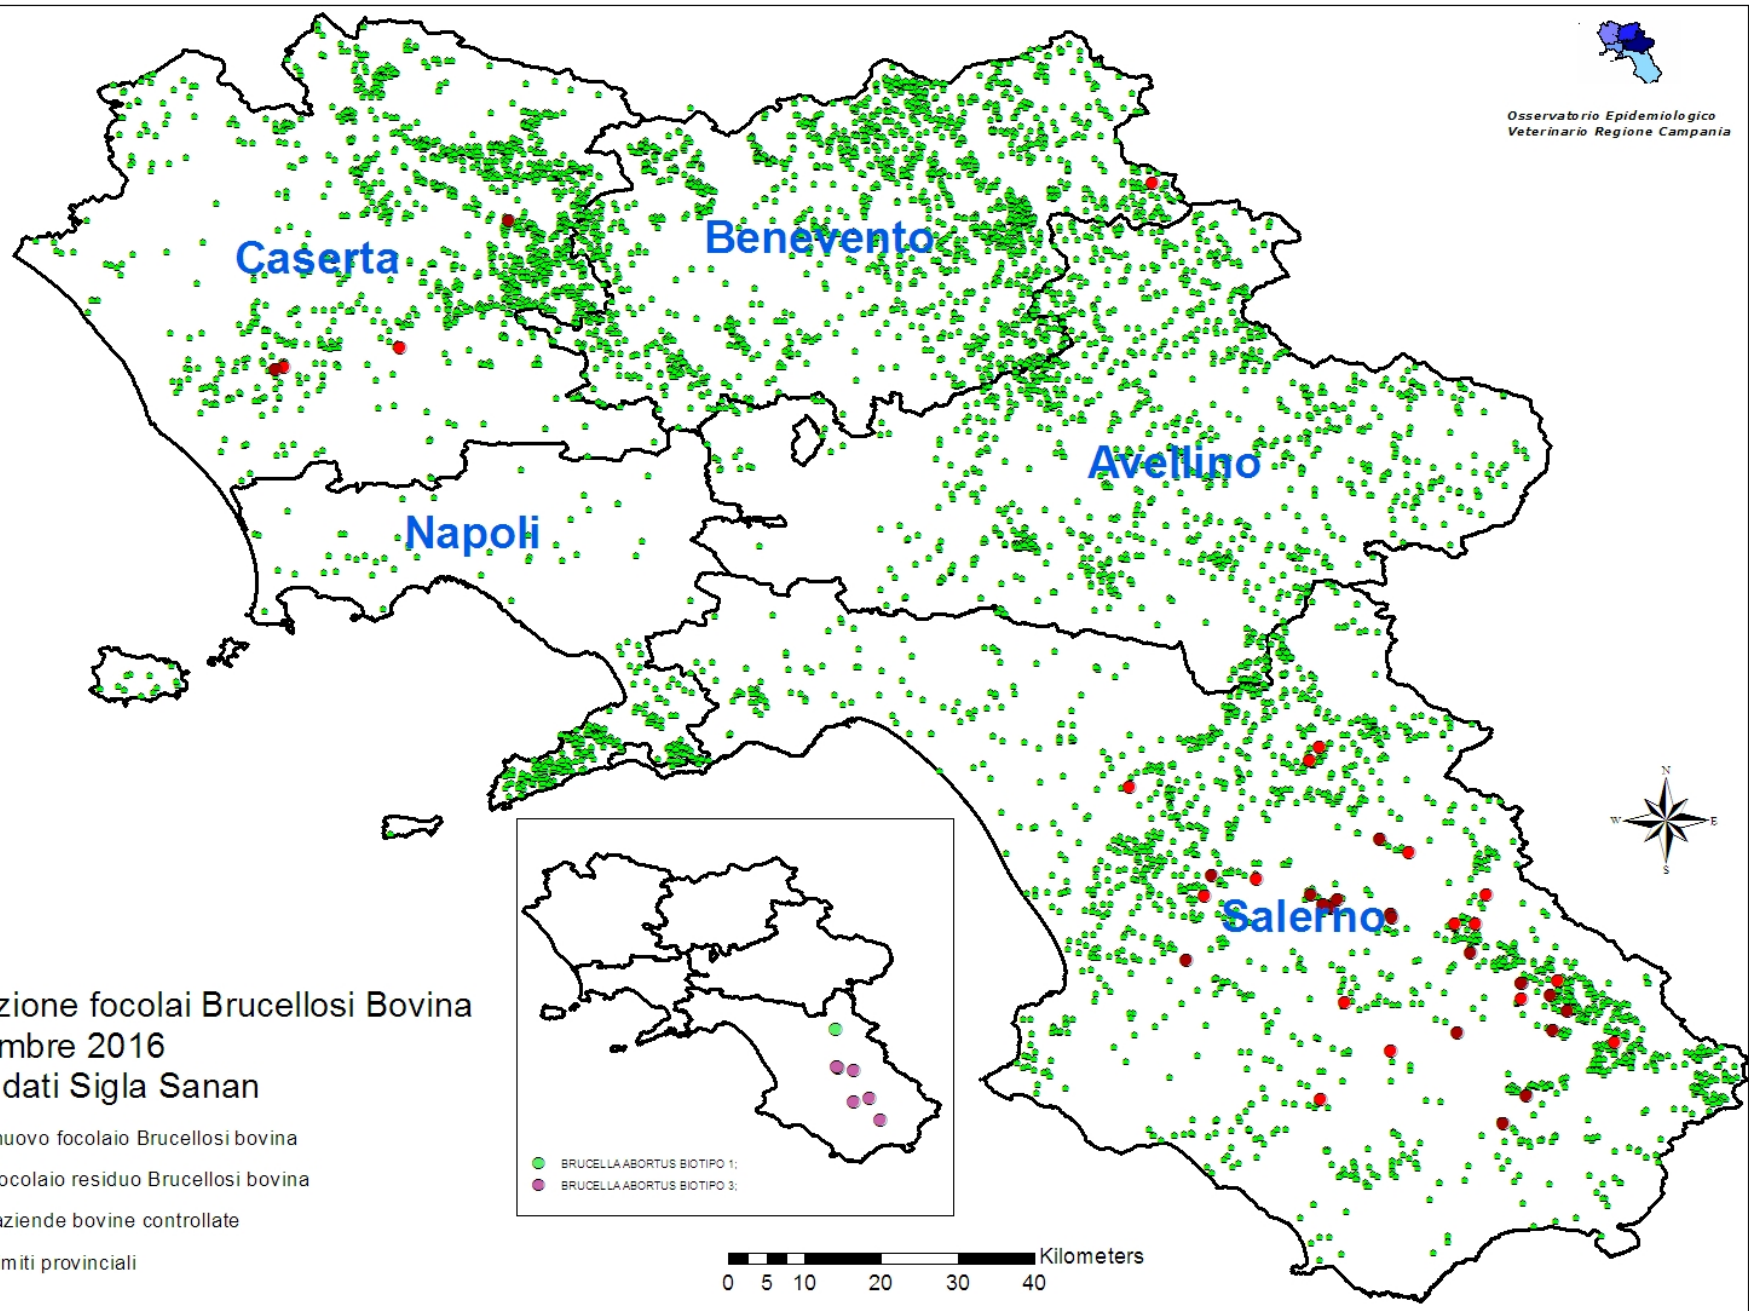 Osservatorio Epidemiologico
Veterinario Regione Campania
Caserta
Benevento
Avellino
Napoli
Salerno
N
W
E
S
zione focolai Brucellosi Bovina
mbre 2016
dati Sigla Sanan
nuovo focolaio Brucellosi bovina
focolaio residuo Brucellosi bovina
aziende bovine controllate
miti provinciali
BRUCELLA ABORTUS BIOTIPO 1;
BRUCELLA ABORTUS BIOTIPO 3;
Kilometers
0 5 10 20 30 40